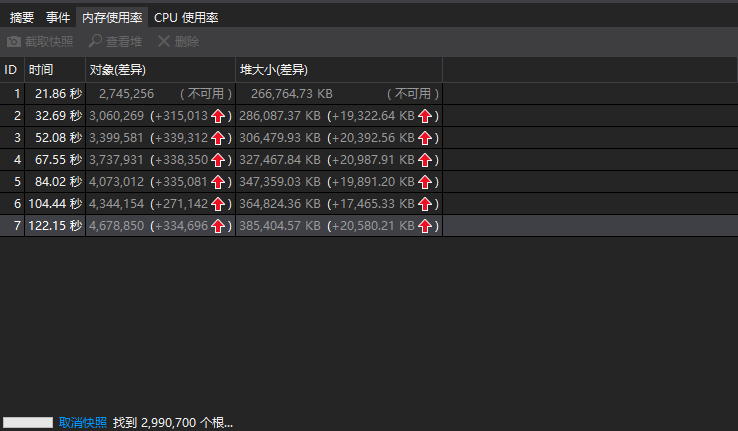 摘要 事件 内存使用率 CPU 使用率
截取快照 查看堆 删除
ID 时间 对象(差异) 堆大小(差异)
1 21.86 秒 2,745,256 ( 不可用 ) 266,764.73 KB ( 不可用 )
2 32.69 秒 3,060,269 (+315,013 ) 286,087.37 KB (+19,322.64 KB )
3 52.08 秒 3,399,581 (+339,312 ) 306,479.93 KB (+20,392.56 KB )
4 67.55 秒 3,737,931 (+338,350 ) 327,467.84 KB (+20,987.91 KB )
5 84.02 秒 4,073,012 (+335,081 ) 347,359.03 KB (+19,891.20 KB )
6 104.44 秒 4,344,154 (+271,142 ) 364,824.36 KB (+17,465.33 KB )
7 122.15 秒 4,678,850 (+334,696 ) 385,404.57 KB (+20,580.21 KB )
取消快照 找到 2,990,700 个根...